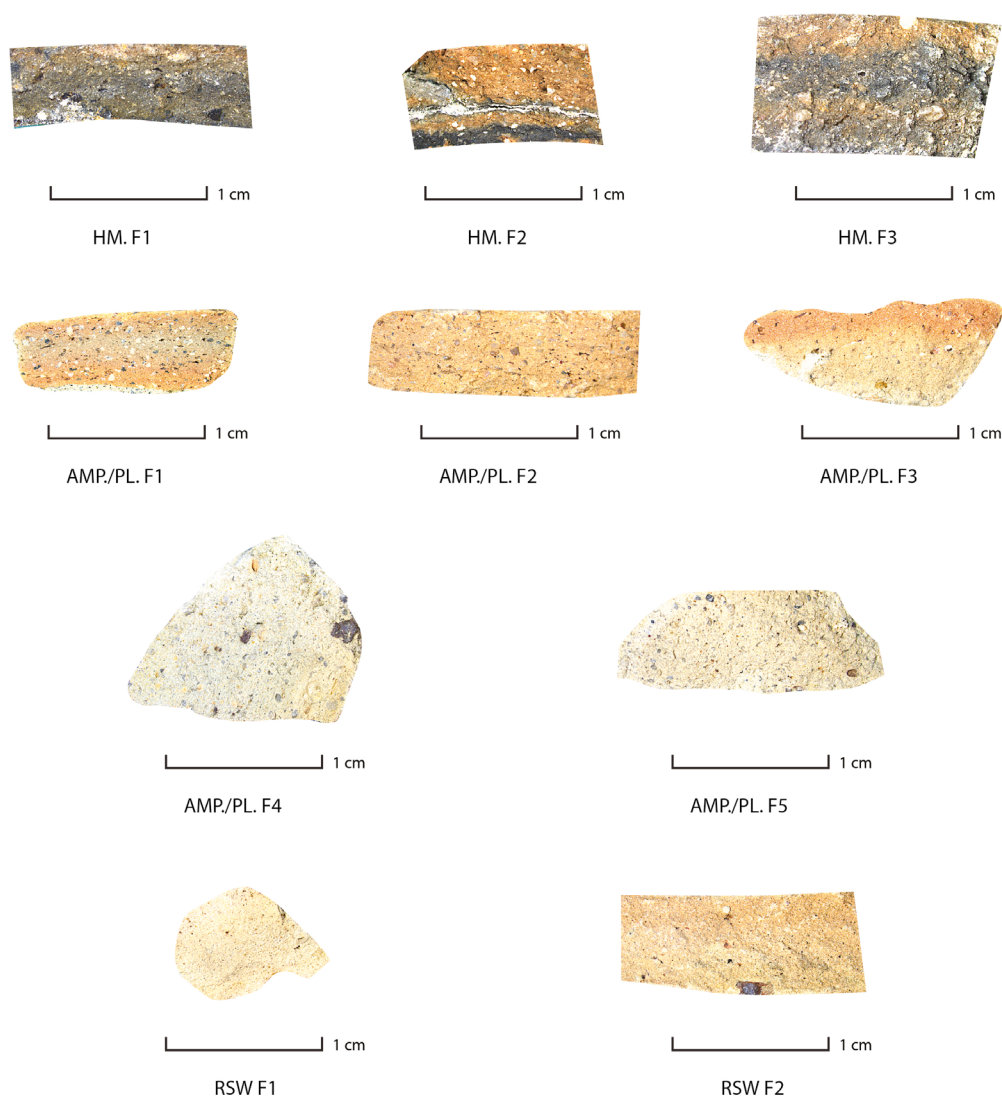 1 cm
1 cm
1 cm
HM. F1
HM. F2
HM. F3
1 cm
1 cm
1 cm
AMP./PL. F1
AMP./PL. F2
AMP./PL. F3
1 cm
1 cm
AMP./PL. F4
AMP./PL. F5
1 cm
1 cm
RSW F1
RSW F2